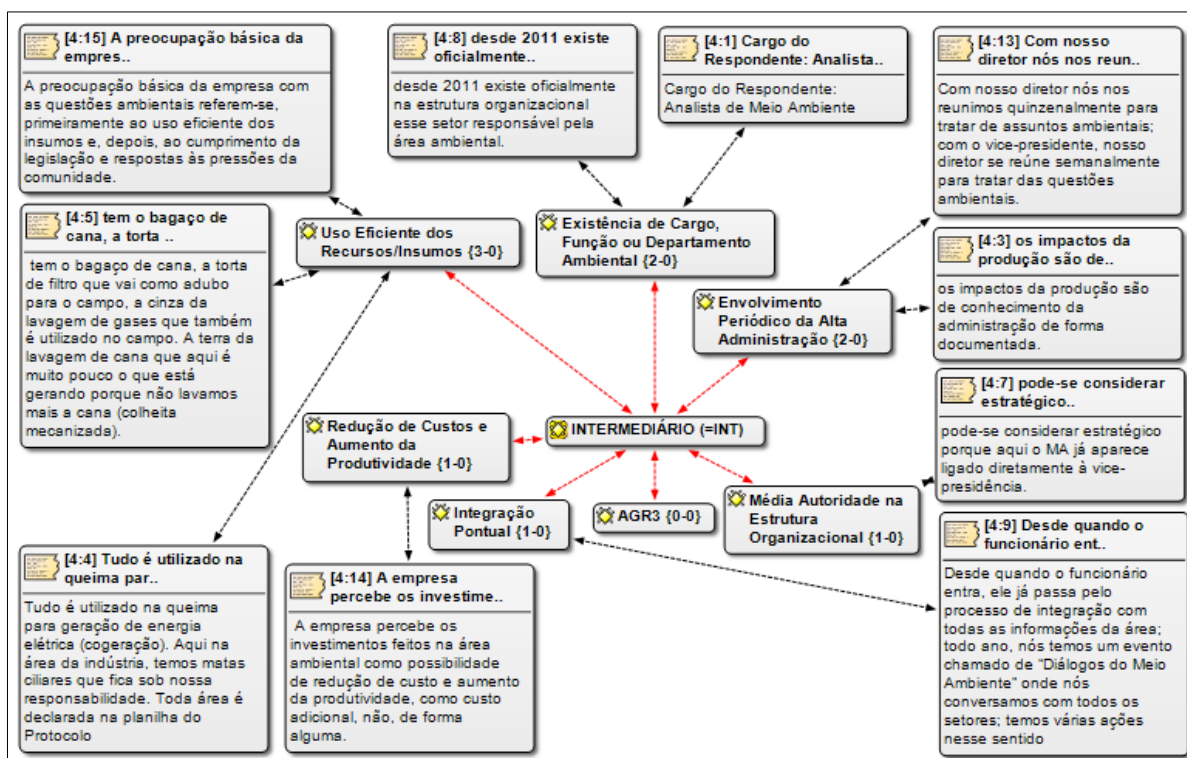 [4:15] A preocupação básica da
empres..
A preocupação básica da empresa com
as questões ambientais referem-se,
primeiramente ao uso eficiente dos
insumos e, depois, ao cumprimento da
legislação e respostas às pressões da
comunidade.
[4:8] desde 2011 existe
oficialmente..
desde 2011 existe oficialmente
na estrutura organizacional
esse setor responsável pela
área ambiental.
[4:1] Cargo do
Respondente: Analista..
Cargo do Respondente:
Analista de Meio Ambiente
[4:13] Com nosso
diretor nós nos reun..
Com nosso diretor nós nos
reunimos quinzenalmente para
tratar de assuntos ambientais;
com o vice-presidente, nosso
diretor se reúne semanalmente
para tratar das questões
ambientais.
[4:5] tem o bagaço de
cana, a torta ..
tem o bagaço de cana, a torta
de filtro que vai como adubo
para o campo, a cinza da
lavagem de gases que também
é utilizado no campo. A terra da
lavagem de cana que aqui é
muito pouco o que está
gerando porque não lavamos
mais a cana (colheita
mecanizada).
Uso Eficiente dos
Recursos/Insumos {3-0}
Existência de Cargo,
Função ou Departamento
Ambiental {2-0}
Envolvimento
Periódico da Alta
Administração {2-0}
[4:3] os impactos da
produção são de..
os impactos da produção são
de conhecimento da
administração de forma
documentada.
[4:7] pode-se considerar
estratégico..
pode-se considerar estratégico
porque aqui o MA já aparece
ligado diretamente à vice-
presidência.
Redução de Custos e
Aumento da
Produtividade {1-0}
INTERMEDIÁRIO (=INT)
Integração
Pontual {1-0}
AGR3 {0-0}
Média Autoridade na
Estrutura
Organizacional {1-0}
[4:4] Tudo é utilizado na
queima par..
Tudo é utilizado na queima
para geração de energia
elétrica (cogeração). Aqui na
área da indústria, temos matas
ciliares que fica sob nossa
responsabilidade. Toda área é
declarada na planilha do
Protocolo
[4:14] A empresa
percebe os investime..
A empresa percebe os
investimentos feitos na área
ambiental como possibilidade
de redução de custo e aumento
da produtividade, como custo
adicional, não, de forma
alguma.
[4:9] Desde quando o
funcionário ent..
Desde quando o funcionário
entra, ele já passa pelo
processo de integração com
todas as informações da área;
todo ano, nós temos um evento
chamado de "Diálogos do Meio
Ambiente" onde nós
conversamos com todos os
setores; temos várias ações
nesse sentido